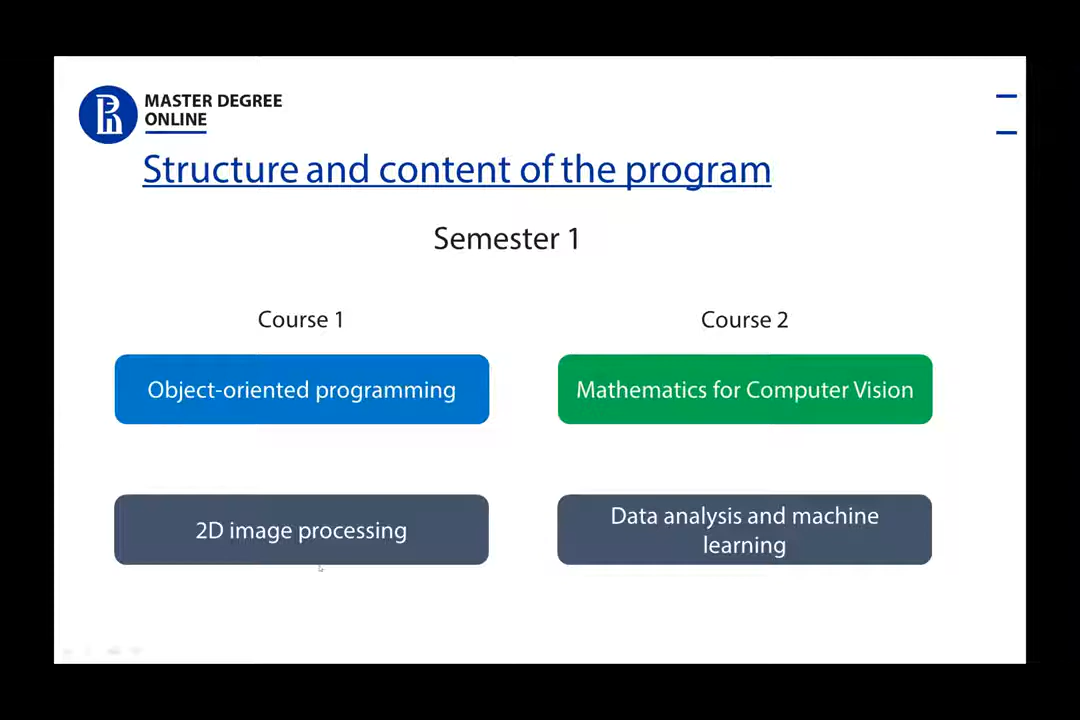 MASTER DEGREE
ONLINE
Structure and content of the program
Semester 1
Course 1
Course 2
Object-oriented programming
Mathematics for Computer Vision
2D image processing
Data analysis and machine
learning